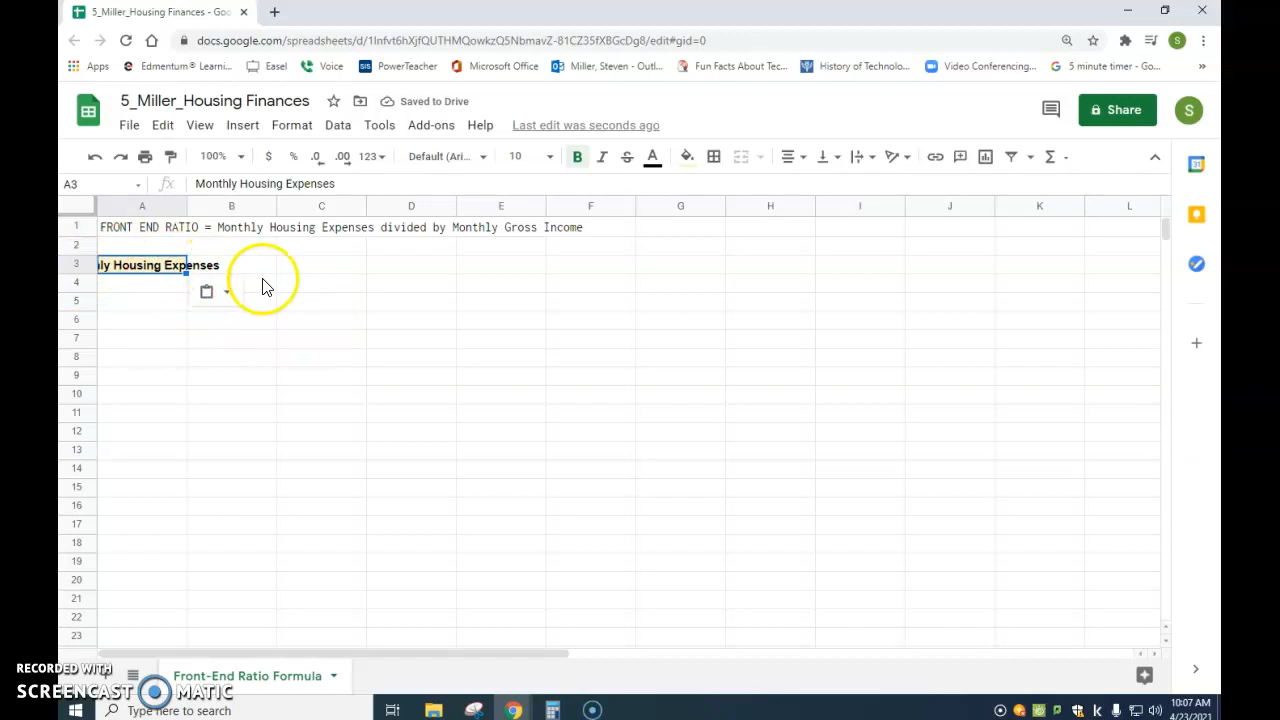 5_Miller_Housing Finances - Goo
docs.google.com/spreadsheets/d/1Infvt6hXjfQUTHMQowkzQ5NbmavZ-81CZ35fXBGcDg8/edit#gid=0
S
Apps Edmentum® Learni... Easel Voice SIS PowerTeacher Microsoft Office Miller, Steven - Outl... Fun Facts About Tec... History of Technolo... Video Conferencing,... 5 minute timer - Go... »
5_Miller_Housing Finances Saved to Drive
Share S
File Edit View Insert Format Data Tools Add-ons Help Last edit was seconds ago
100% $ % .0 .00 123 Default (Ari... 10 B I S A Σ
A3 fx Monthly Housing Expenses
A B C D E F G H I J K L
1 FRONT END RATIO = Monthly Housing Expenses divided by Monthly Gross Income
2
3 ly Housing Expenses
4
5
6
7
8
9
10
11
12
13
14
15
16
17
18
19
20
21
22
23
Front-End Ratio Formula
RECORDED WITH
SCREENCAST MATIC
Type here to search
10:07 AM
4/23/2021